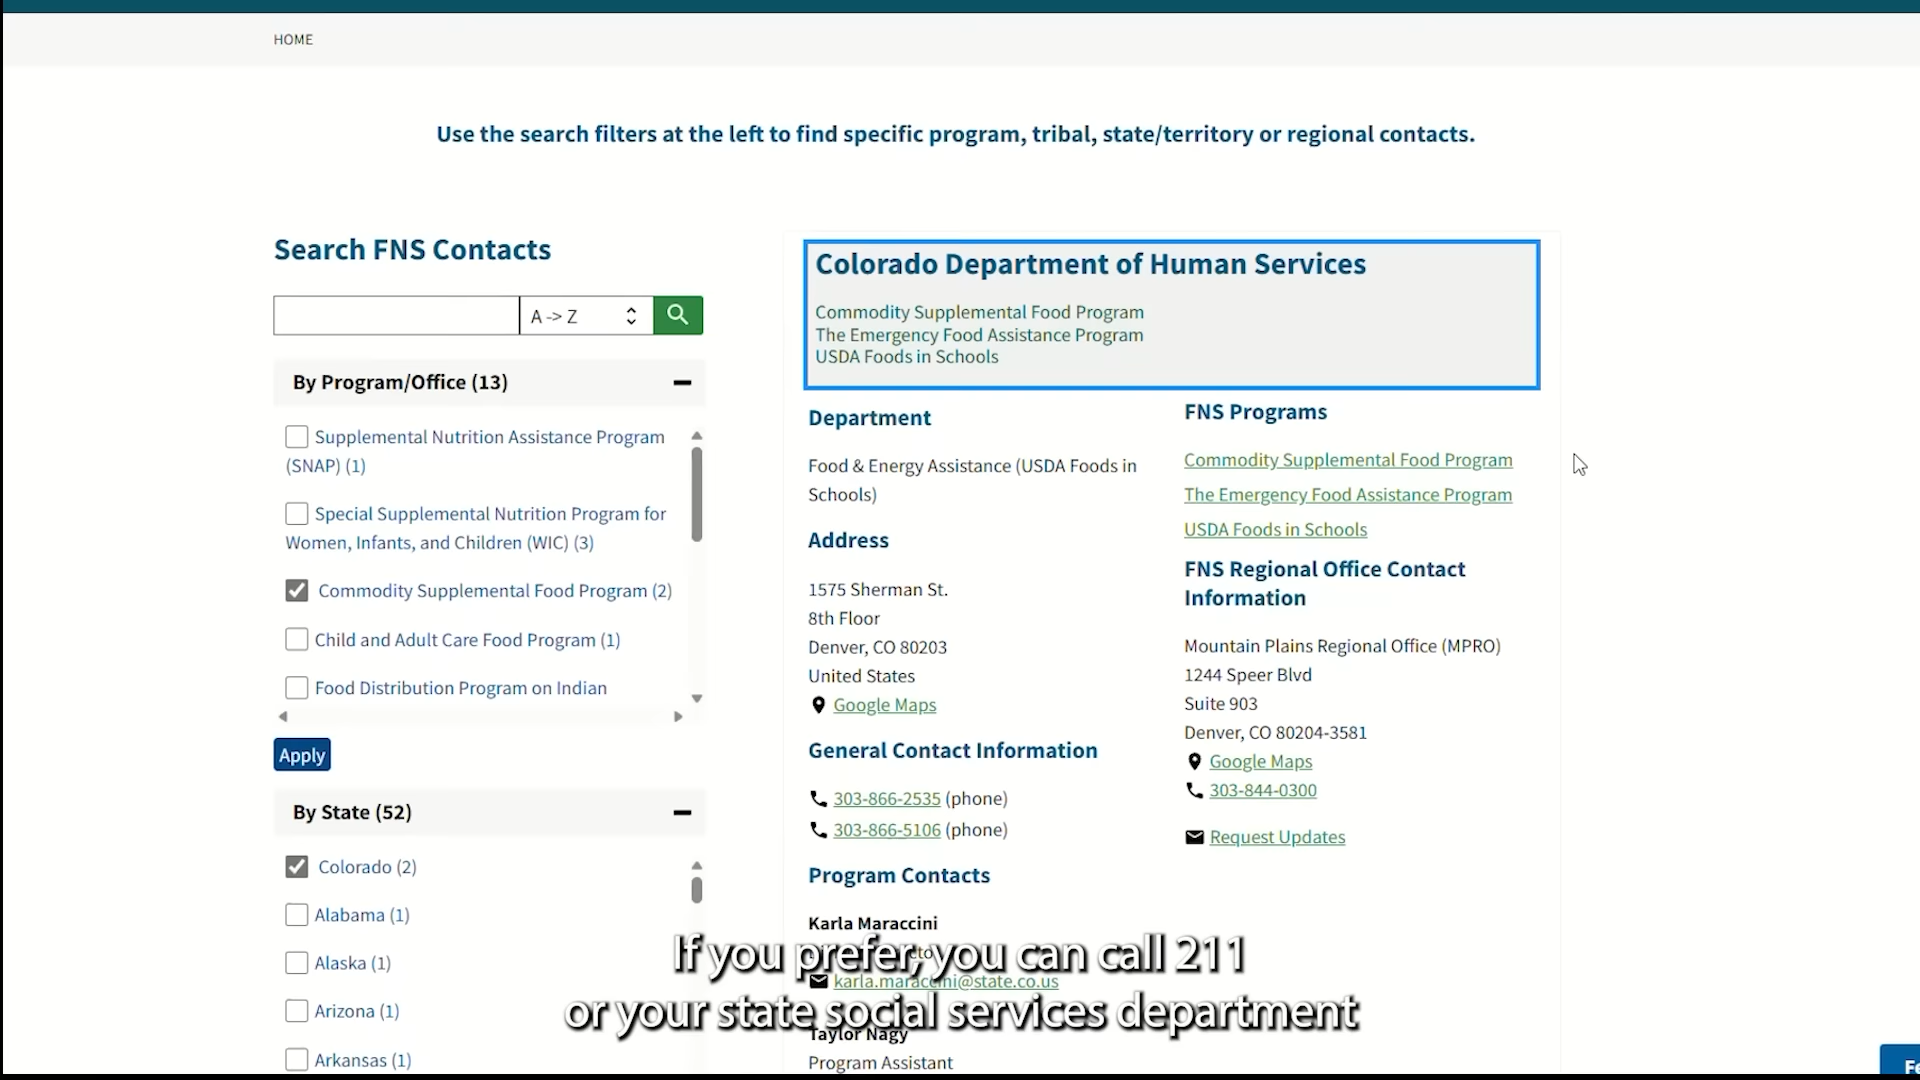 HOME
Use the search filters at the left to find specific program, tribal, state/territory or regional contacts.
Search FNS Contacts
A -> Z
By Program/Office (13)
Supplemental Nutrition Assistance Program
(SNAP) (1)
Special Supplemental Nutrition Program for
Women, Infants, and Children (WIC) (3)
Commodity Supplemental Food Program (2)
Child and Adult Care Food Program (1)
Food Distribution Program on Indian
Apply
By State (52)
Colorado (2)
Alabama (1)
Alaska (1)
Arizona (1)
Arkansas (1)
Colorado Department of Human Services
Commodity Supplemental Food Program
The Emergency Food Assistance Program
USDA Foods in Schools
Department
Food & Energy Assistance (USDA Foods in
Schools)
Address
1575 Sherman St.
8th Floor
Denver, CO 80203
United States
Google Maps
General Contact Information
303-866-2535 (phone)
303-866-5106 (phone)
Program Contacts
Karla Maraccini
karla.maraccini@state.co.us
Taylor Nagy
Program Assistant
FNS Programs
Commodity Supplemental Food Program
The Emergency Food Assistance Program
USDA Foods in Schools
FNS Regional Office Contact
Information
Mountain Plains Regional Office (MPRO)
1244 Speer Blvd
Suite 903
Denver, CO 80204-3581
Google Maps
303-844-0300
Request Updates
If you prefer, you can call 211
or your state social services department